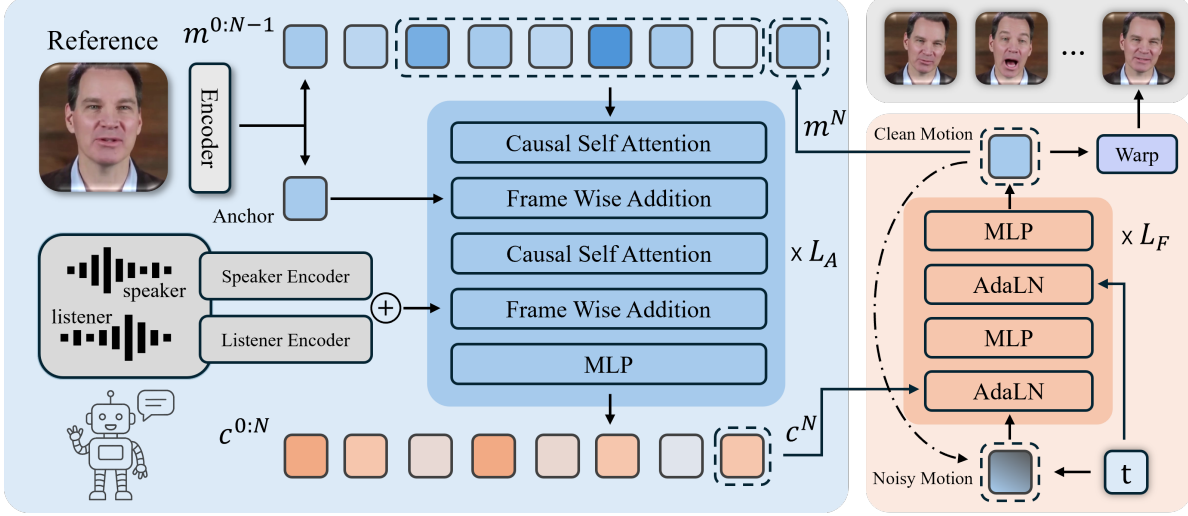 Reference
m^{0:N-1}
Encoder
Anchor
speaker
listener
Speaker Encoder
Listener Encoder
+
Causal Self Attention
Frame Wise Addition
Causal Self Attention
Frame Wise Addition
MLP
x L_A
c^{0:N}
c^N
m^N
...
Clean Motion
Warp
MLP
AdaLN
MLP
AdaLN
x L_F
Noisy Motion
t